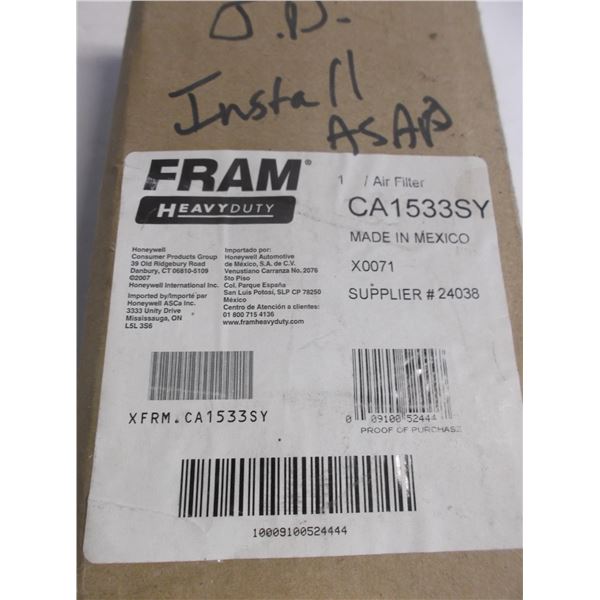 J.D.
Install
ASAP
FRAM®
HEAVYDUTY
1 / Air Filter
CA1533SY
MADE IN MEXICO
X0071
SUPPLIER # 24038
Honeywell
Consumer Products Group
39 Old Ridgebury Road
Danbury, CT 06810-5109
©2007
Honeywell International Inc.
Imported by/Importé par
Honeywell ASCa Inc.
3333 Unity Drive
Mississauga, ON
L5L 3S6
Importado por:
Honeywell Automotive
de México, S.A. de C.V.
Venustiano Carranza No. 2076
5to Piso
Col. Parque España
San Luis Potosí, SLP CP 78250
México
Centro de Atención a clientes:
01 800 715 4136
www.framheavyduty.com
XFRM.CA1533SY
0 09100 52444
PROOF OF PURCHASE
10009100524444